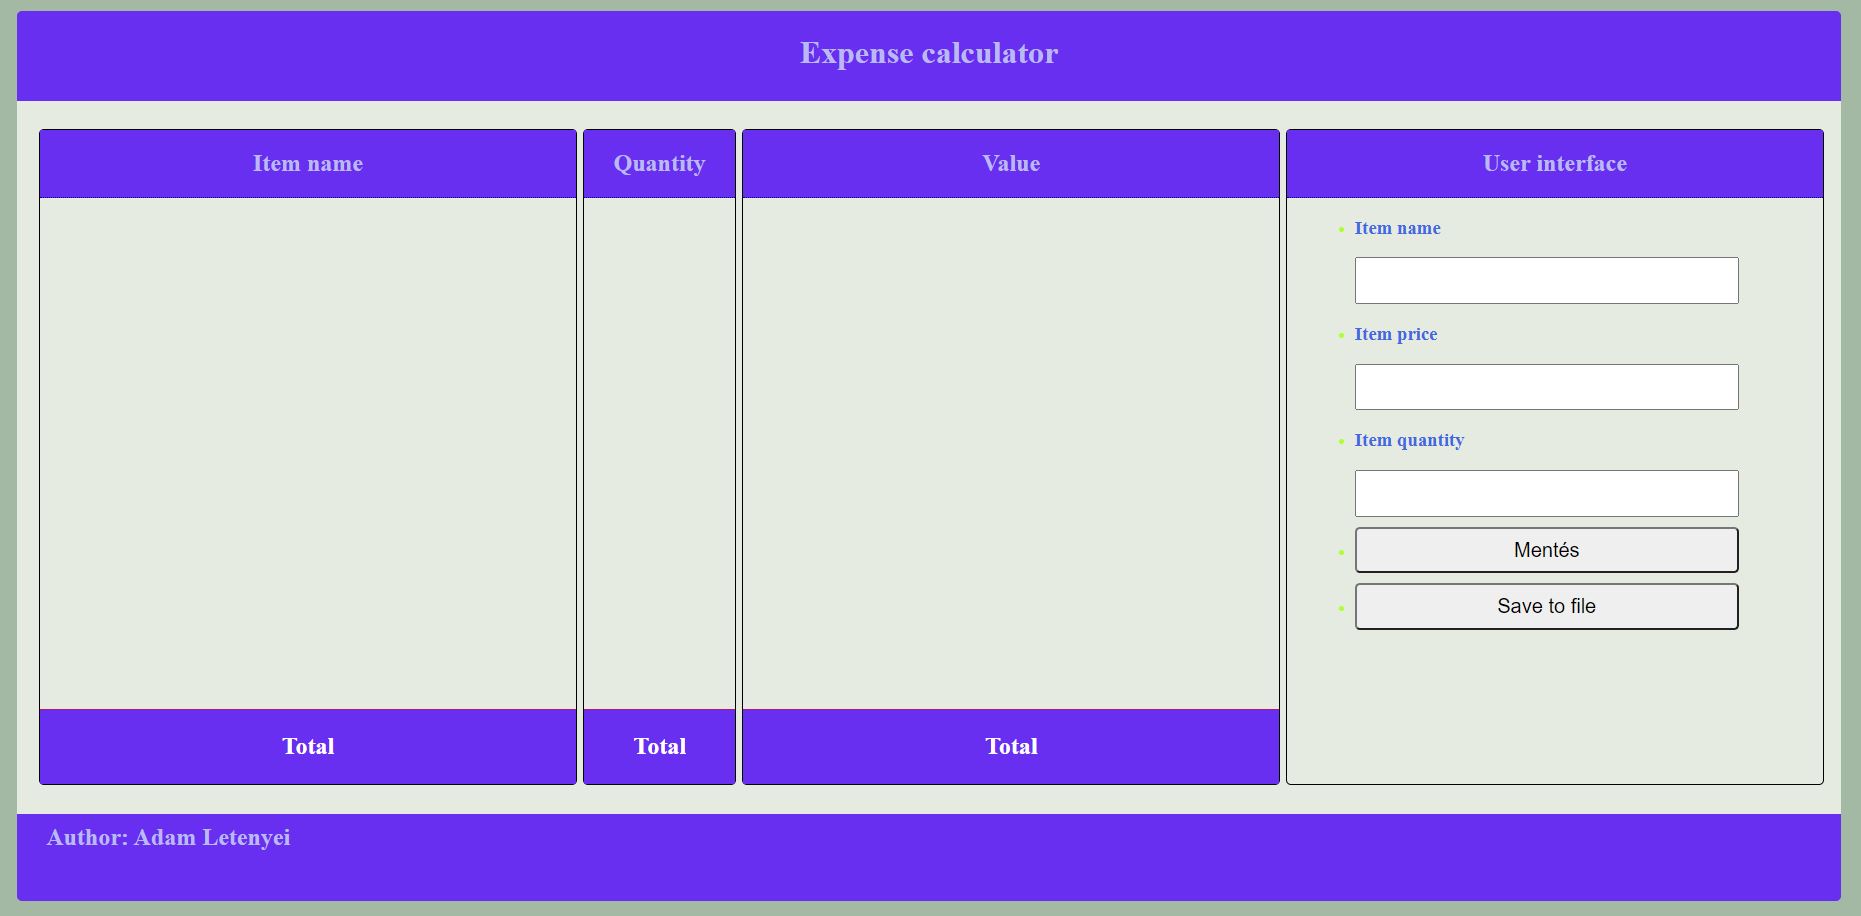 Expense calculator
Item name
Quantity
Value
User interface
Item name
Item price
Item quantity
Mentés
Save to file
Total
Total
Total
Author: Adam Letenyei